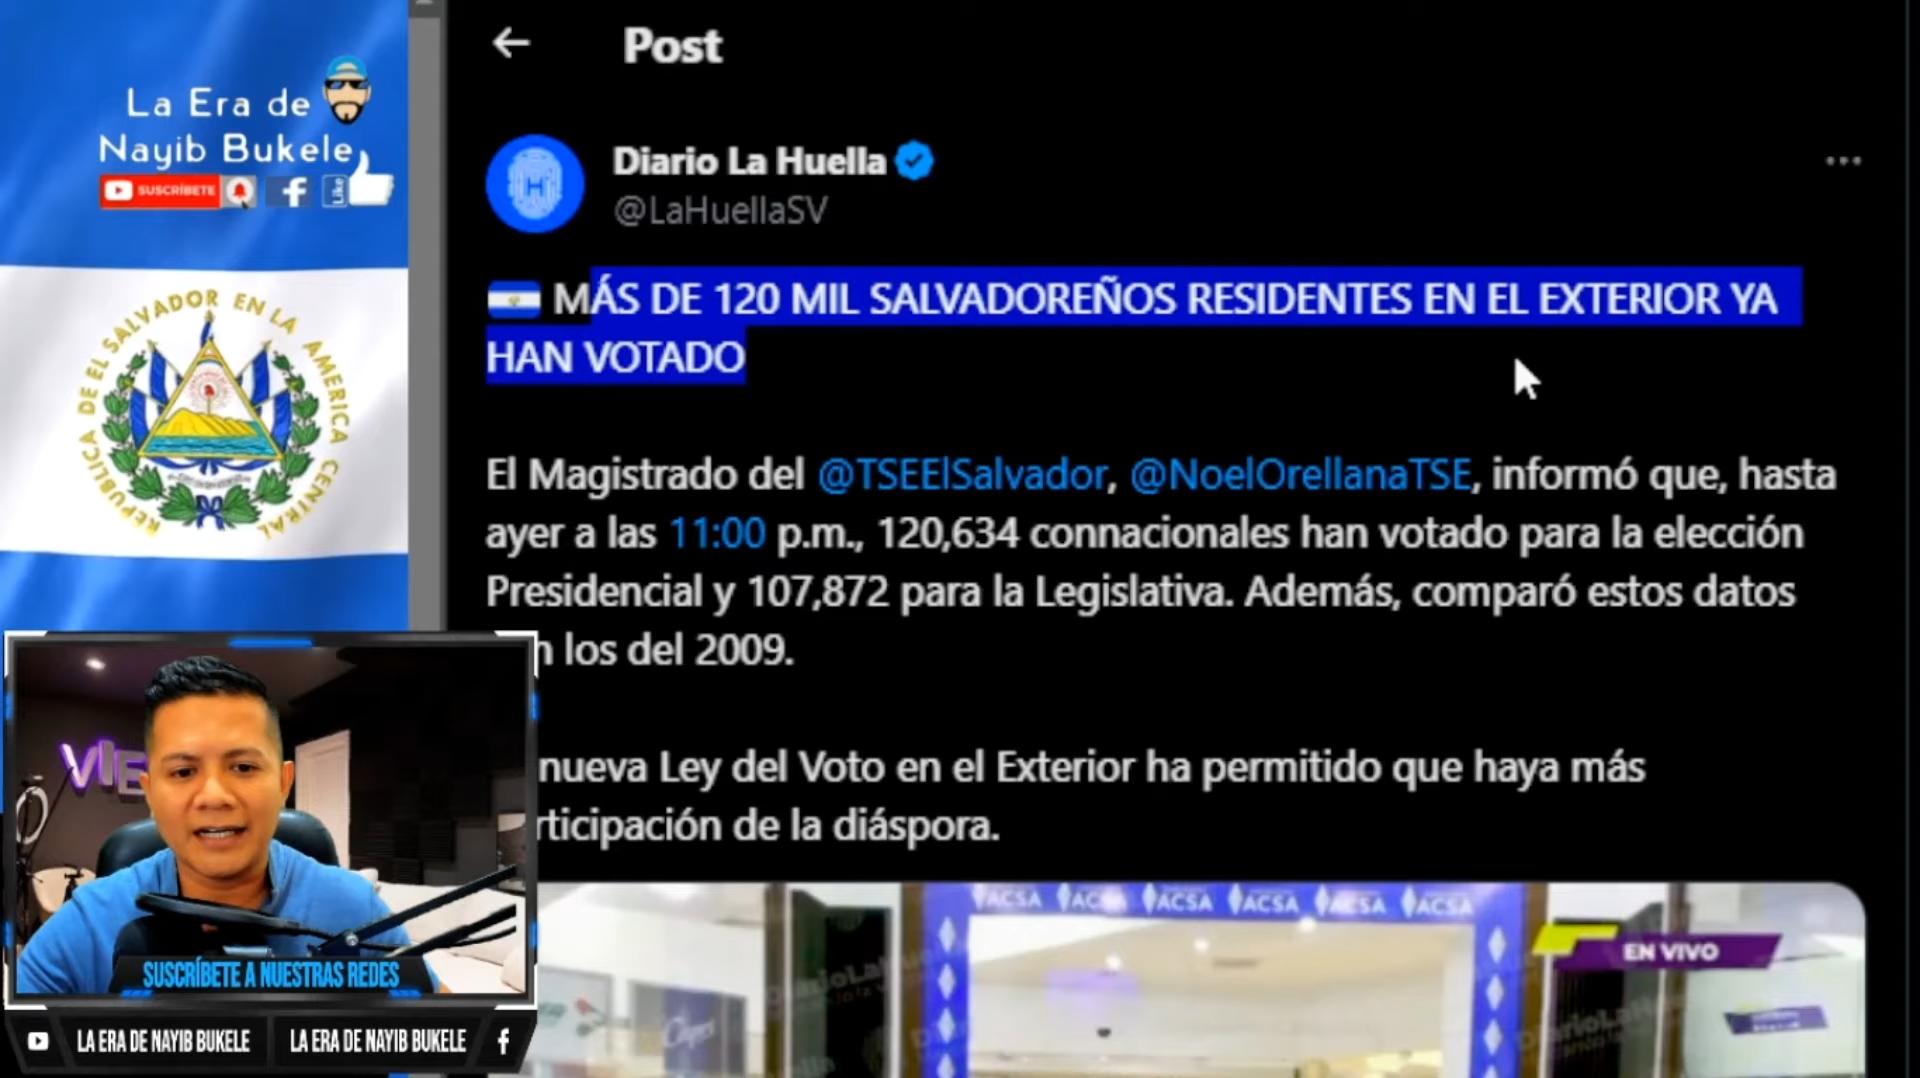 La Era de
Nayib Bukele
SUSCRÍBETE
Like
REPUBLICA DE EL SALVADOR EN LA AMERICA CENTRAL
Post
Diario La Huella
@LaHuellaSV
MÁS DE 120 MIL SALVADOREÑOS RESIDENTES EN EL EXTERIOR YA
HAN VOTADO
El Magistrado del @TSEElSalvador, @NoelOrellanaTSE, informó que, hasta
ayer a las 11:00 p.m., 120,634 connacionales han votado para la elección
Presidencial y 107,872 para la Legislativa. Además, comparó estos datos
n los del 2009.
nueva Ley del Voto en el Exterior ha permitido que haya más
rticipación de la diáspora.
ACSA ACSA ACSA ACSA ACSA ACSA
EN VIVO
VIE
SUSCRÍBETE A NUESTRAS REDES
LA ERA DE NAYIB BUKELE LA ERA DE NAYIB BUKELE